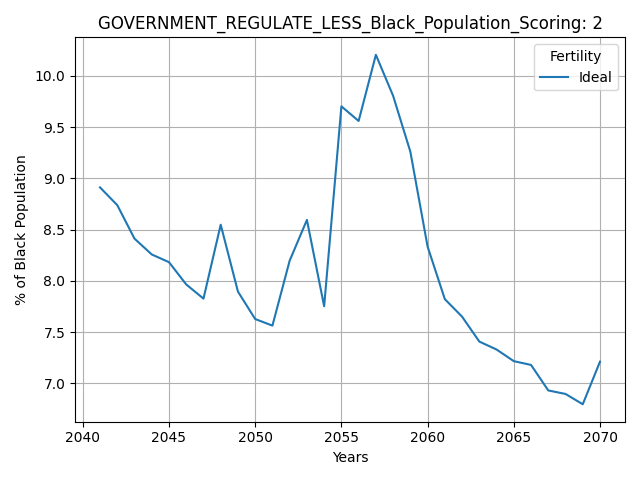 GOVERNMENT_REGULATE_LESS_Black_Population_Scoring: 2
Fertility
Ideal
% of Black Population
10.0
9.5
9.0
8.5
8.0
7.5
7.0
2040 2045 2050 2055 2060 2065 2070
Years